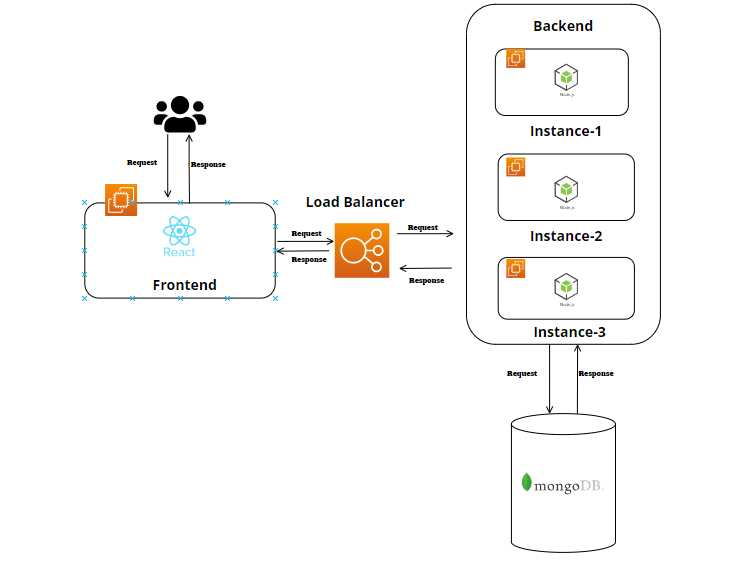 Backend
Node.js
Instance-1
Request
Response
Node.js
Load Balancer
Instance-2
Request
Request
React
Response
Frontend
Response
Node.js
Instance-3
Request
Response
mongoDB.